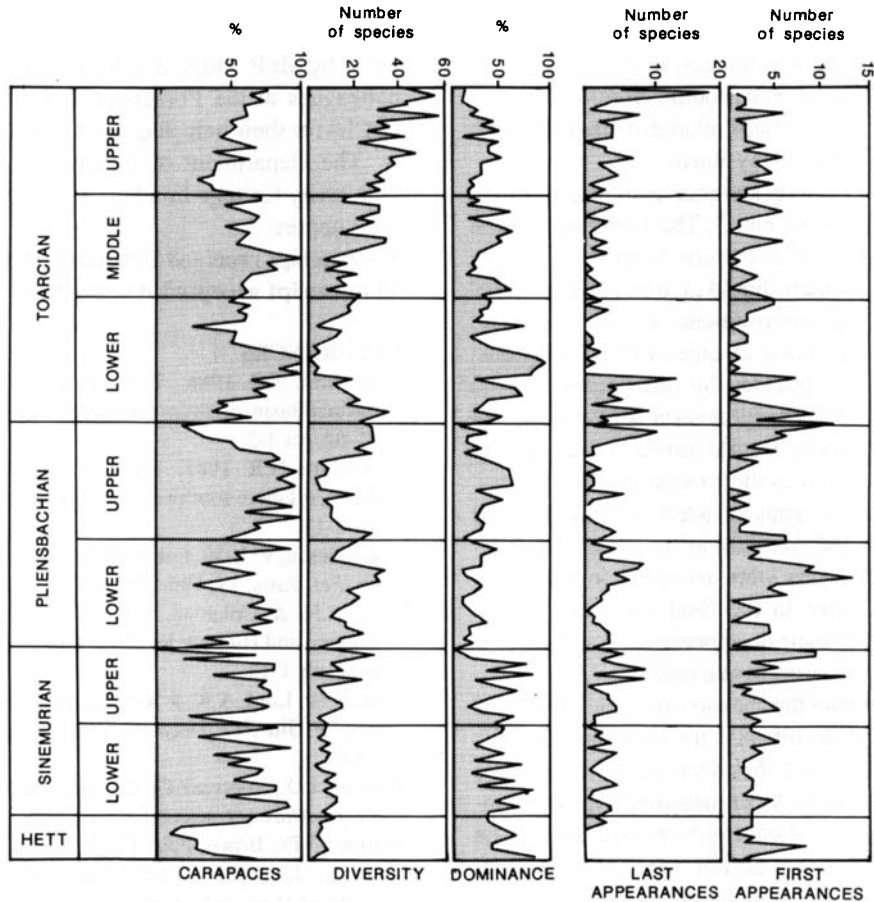 %
Number
of species
%
Number
of species
Number
of species
50 100
20 40 60
50 100
10
5 10 15
TOARCIAN
UPPER
MIDDLE
LOWER
PLIENSBACHIAN
UPPER
LOWER
SINEMURIAN
UPPER
LOWER
HETT
CARAPACES
DIVERSITY
DOMINANCE
LAST
APPEARANCES
FIRST
APPEARANCES